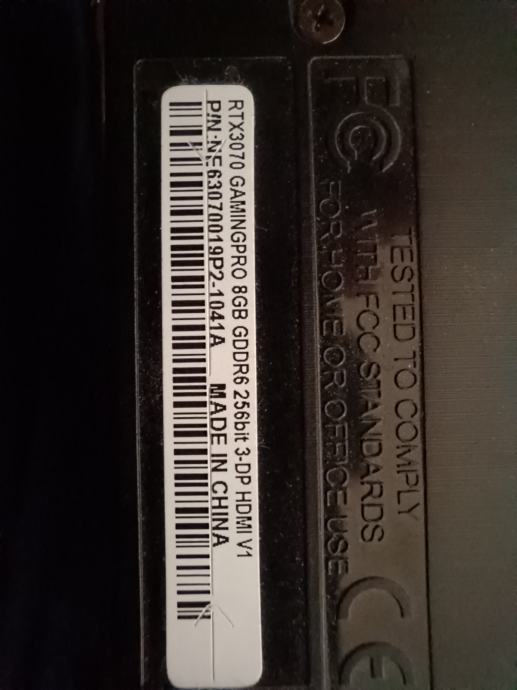 RTX3070 GAMINGPRO 8GB GDDR6 256bit 3-DP HDMI V1
P/N:NE63070019P2-1041A MADE IN CHINA
FC
TESTED TO COMPLY
WITH FCC STANDARDS
FOR HOME OR OFFICE USE
CE